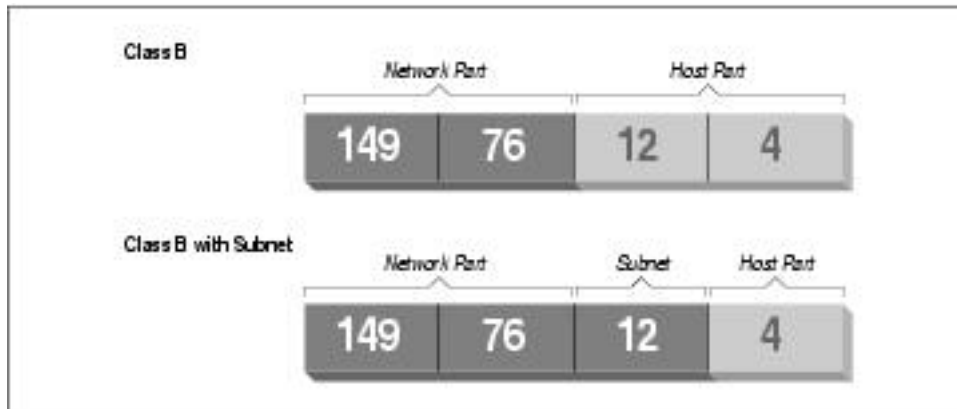 Class B
Network Part Host Part
149 76 12 4
Class B with Subnet
Network Part Subnet Host Part
149 76 12 4